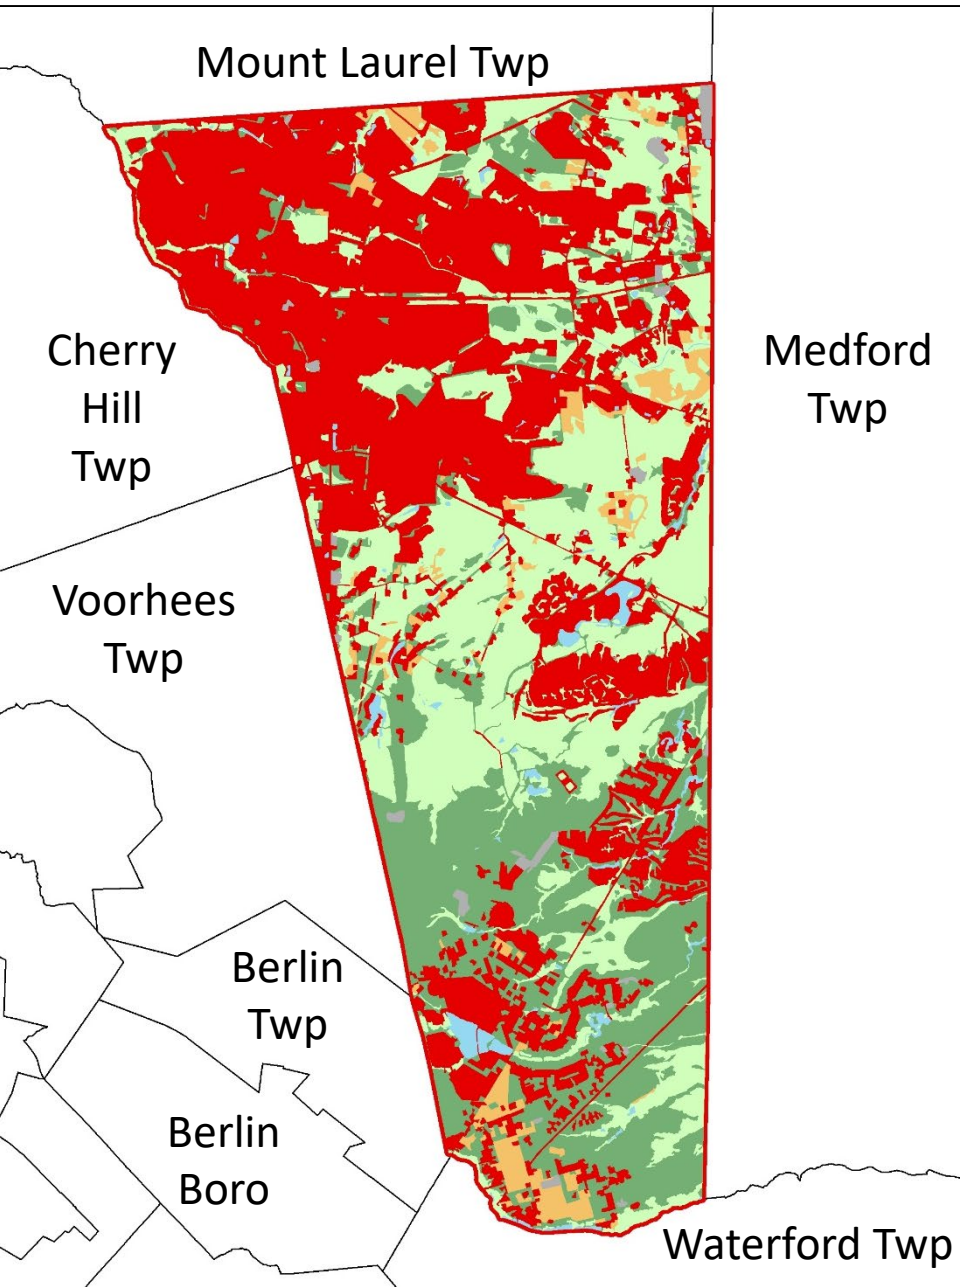 Mount Laurel Twp
Cherry
Hill
Twp
Medford
Twp
Voorhees
Twp
Berlin
Twp
Berlin
Boro
Waterford Twp